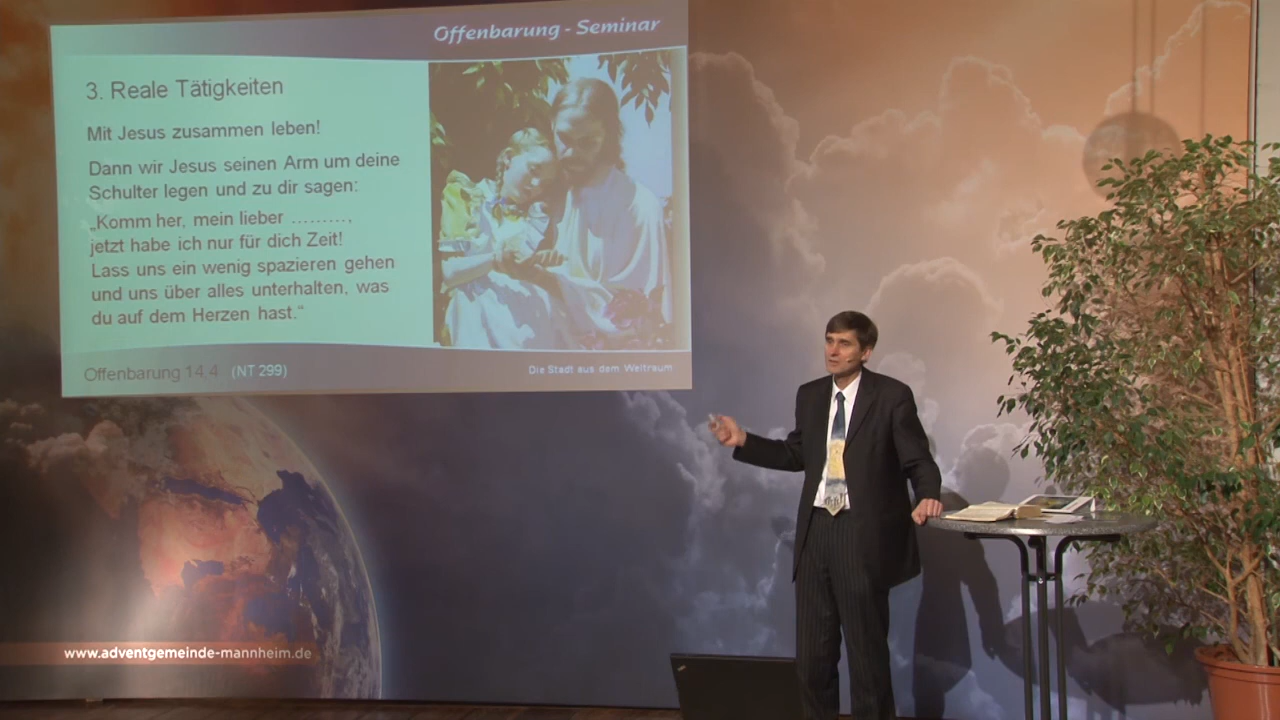 Offenbarung - Seminar
3. Reale Tätigkeiten
Mit Jesus zusammen leben!
Dann wir Jesus seinen Arm um deine
Schulter legen und zu dir sagen:
„Komm her, mein lieber ………,
jetzt habe ich nur für dich Zeit!
Lass uns ein wenig spazieren gehen
und uns über alles unterhalten, was
du auf dem Herzen hast.“
Offenbarung 14,4 (NT 299)
Die Stadt aus dem Weltraum
www.adventgemeinde-mannheim.de